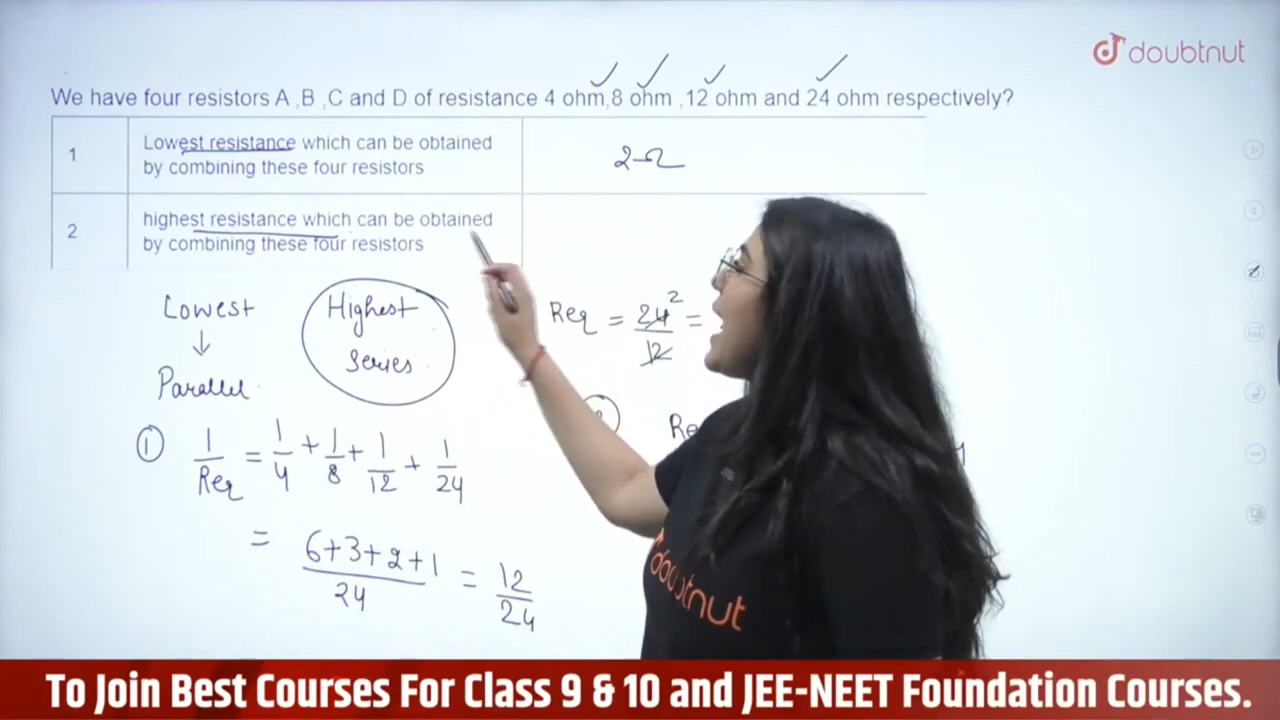 doubtnut
We have four resistors A ,B ,C and D of resistance 4 ohm,8 ohm ,12 ohm and 24 ohm respectively?
1
Lowest resistance which can be obtained
by combining these four resistors
2-Ω
2
highest resistance which can be obtained
by combining these four resistors
Lowest
↓
Parallel
Highest
Series
Req = 24² / 12 =
① 1/Req = 1/4 + 1/8 + 1/12 + 1/24
= 6+3+2+1 / 24 = 12/24
doubtnut
To Join Best Courses For Class 9 & 10 and JEE-NEET Foundation Courses.